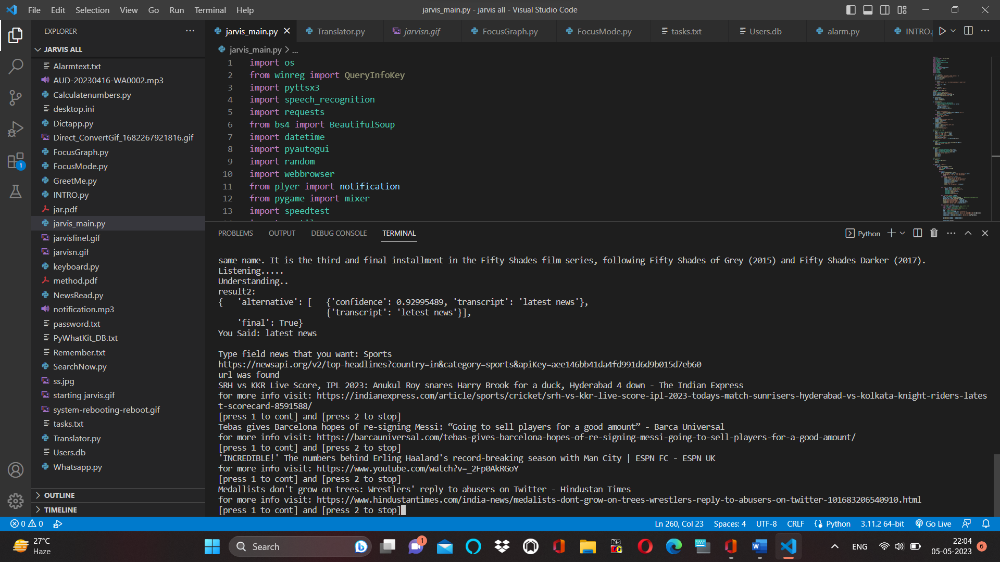 File Edit Selection View Go Run Terminal Help
jarvis_main.py - jarvis all - Visual Studio Code
EXPLORER
JARVIS ALL
Alarmtext.txt
AUD-20230416-WA0002.mp3
Calculatenumbers.py
desktop.ini
Dictapp.py
Direct_ConvertGif_1682267921816.gif
FocusGraph.py
FocusMode.py
GreetMe.py
INTRO.py
jar.pdf
jarvis_main.py
jarvisfinel.gif
jarvisn.gif
keyboard.py
method.pdf
NewsRead.py
notification.mp3
password.txt
PyWhatKit_DB.txt
Remember.txt
SearchNow.py
ss.jpg
starting jarvis.gif
system-rebooting-reboot.gif
tasks.txt
Translator.py
Users.db
Whatsapp.py
OUTLINE
TIMELINE
1
jarvis_main.py Translator.py jarvisn.gif FocusGraph.py FocusMode.py tasks.txt Users.db alarm.py INTRO.
jarvis_main.py > ...
1 import os
2 from winreg import QueryInfoKey
3 import pyttsx3
4 import speech_recognition
5 import requests
6 from bs4 import BeautifulSoup
7 import datetime
8 import pyautogui
9 import random
10 import webbrowser
11 from plyer import notification
12 from pygame import mixer
13 import speedtest
PROBLEMS OUTPUT DEBUG CONSOLE TERMINAL
Python
same name. It is the third and final installment in the Fifty Shades film series, following Fifty Shades of Grey (2015) and Fifty Shades Darker (2017).
Listening.....
Understanding..
result2:
{ 'alternative': [ {'confidence': 0.92995489, 'transcript': 'latest news'},
{'transcript': 'letest news'}],
'final': True}
You Said: latest news
Type field news that you want: Sports
https://newsapi.org/v2/top-headlines?country=in&category=sports&apiKey=aee146bb41da4fd991d6d9b015d7eb60
url was found
SRH vs KKR Live Score, IPL 2023: Anukul Roy snares Harry Brook for a duck, Hyderabad 4 down - The Indian Express
for more info visit: https://indianexpress.com/article/sports/cricket/srh-vs-kkr-live-score-ipl-2023-todays-match-sunrisers-hyderabad-vs-kolkata-knight-riders-lates
t-scorecard-8591588/
[press 1 to cont] and [press 2 to stop]
Tebas gives Barcelona hopes of re-signing Messi: “Going to sell players for a good amount” - Barca Universal
for more info visit: https://barcauniversal.com/tebas-gives-barcelona-hopes-of-re-signing-messi-going-to-sell-players-for-a-good-amount/
[press 1 to cont] and [press 2 to stop]
'INCREDIBLE!' The numbers behind Erling Haaland's record-breaking season with Man City | ESPN FC - ESPN UK
for more info visit: https://www.youtube.com/watch?v=_2Fp0AkRGoY
[press 1 to cont] and [press 2 to stop]
Medallists don't grow on trees: Wrestlers' reply to abusers on Twitter - Hindustan Times
for more info visit: https://www.hindustantimes.com/india-news/medalists-dont-grow-on-trees-wrestlers-reply-to-abusers-on-twitter-101683206540910.html
[press 1 to cont] and [press 2 to stop]
0 0
Ln 260, Col 23 Spaces: 4 UTF-8 CRLF Python 3.11.2 64-bit Go Live
27°C
Haze
Search
1
ENG
22:04
05-05-2023
6